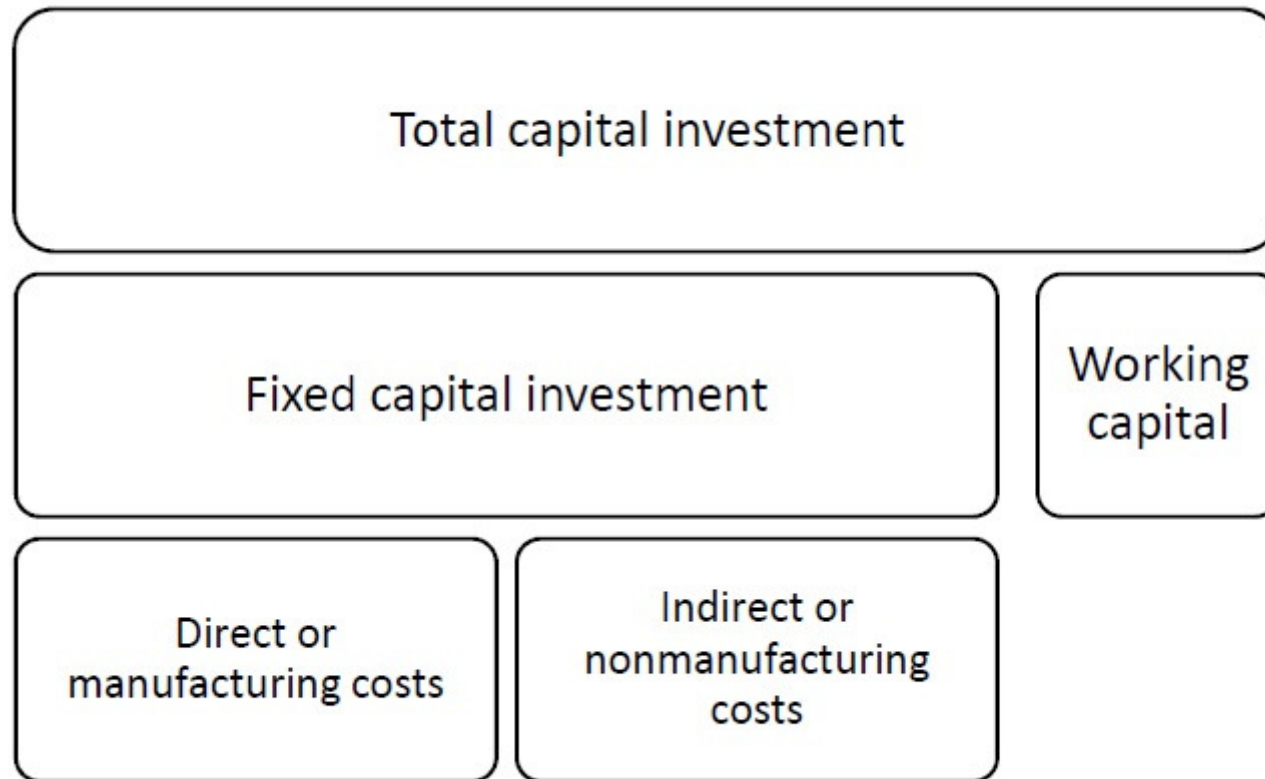 Total capital investment
Fixed capital investment
Working
capital
Direct or
manufacturing costs
Indirect or
nonmanufacturing
costs